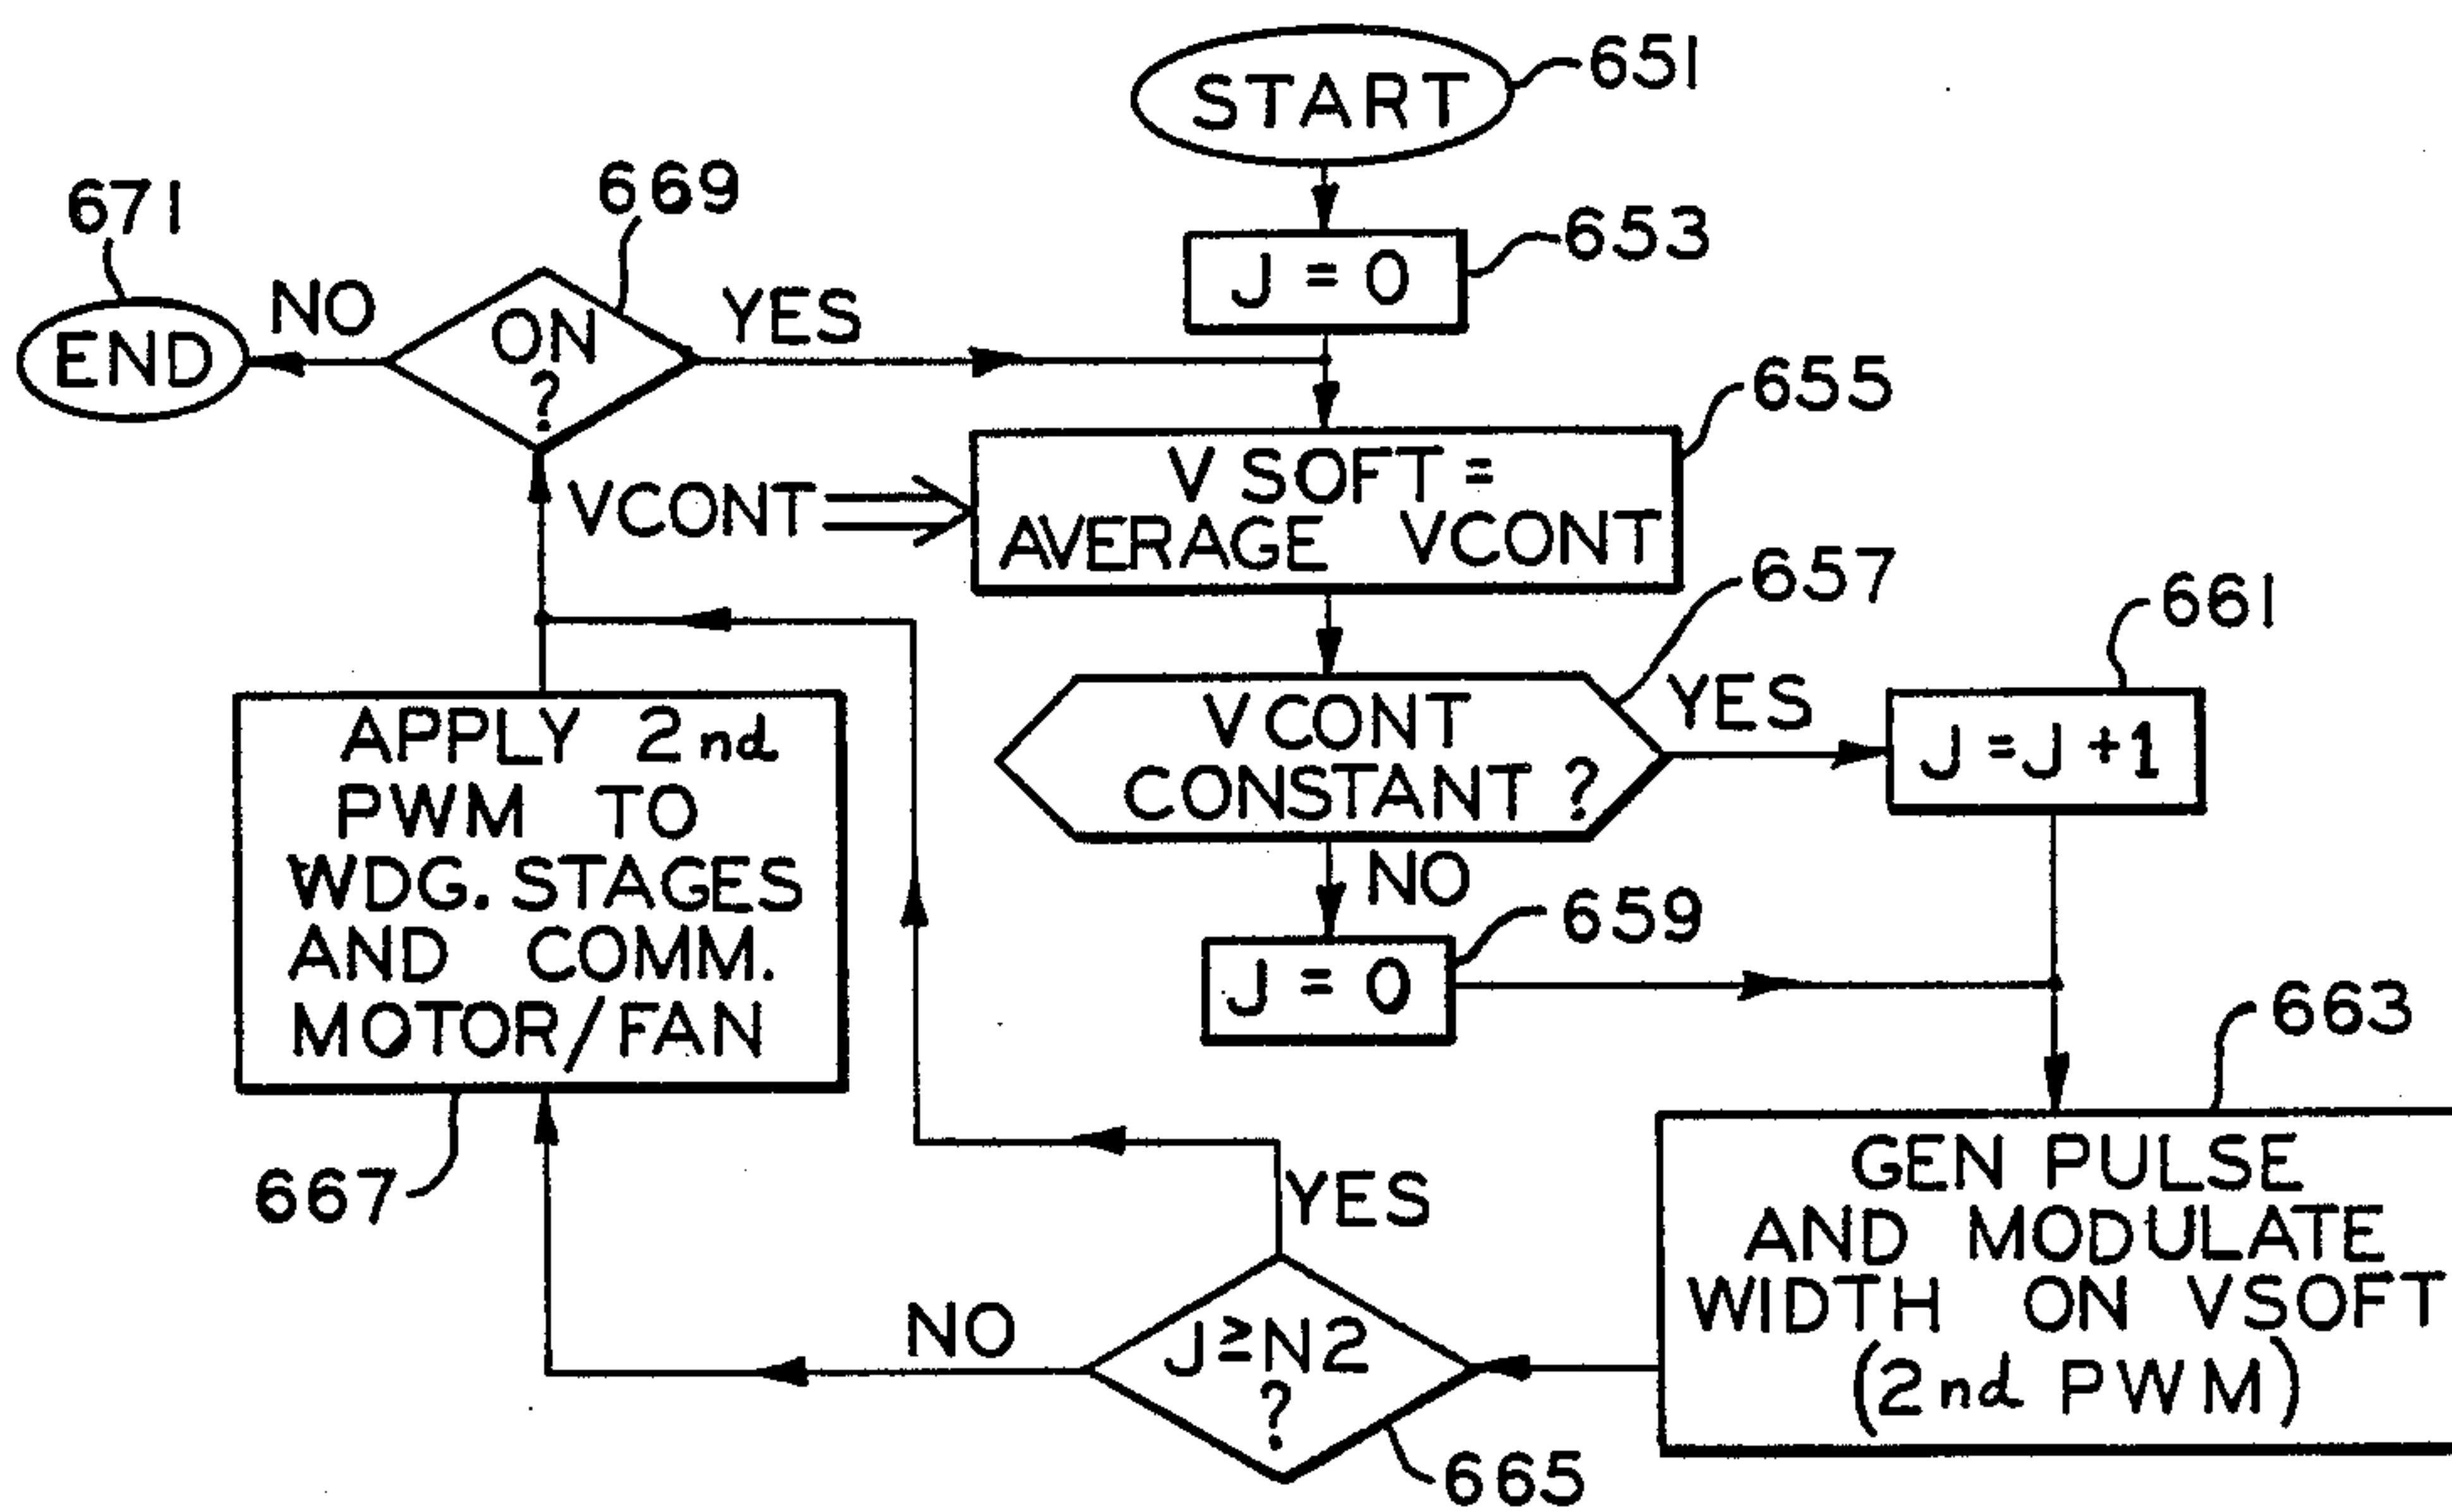 START
651
J = 0
653
671
669
END
NO
ON
?
YES
VCONT
V SOFT =
AVERAGE VCONT
655
VCONT
CONSTANT ?
657
YES
J = J + 1
661
NO
J = 0
659
GEN PULSE
AND MODULATE
WIDTH ON VSOFT
(2nd PWM)
663
J ≥ N2
?
665
YES
NO
APPLY 2nd
PWM TO
WDG. STAGES
AND COMM.
MOTOR/FAN
667